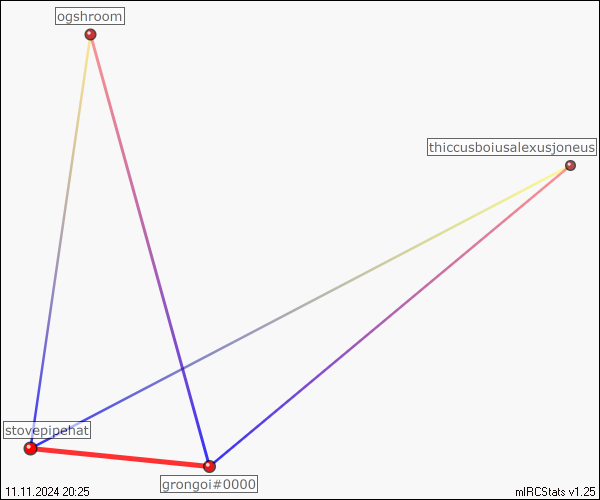 ogshroom
thiccusboiusalexusjoneus
stovepipehat
grongoi#0000
11.11.2024 20:25
mIRCStats v1.25